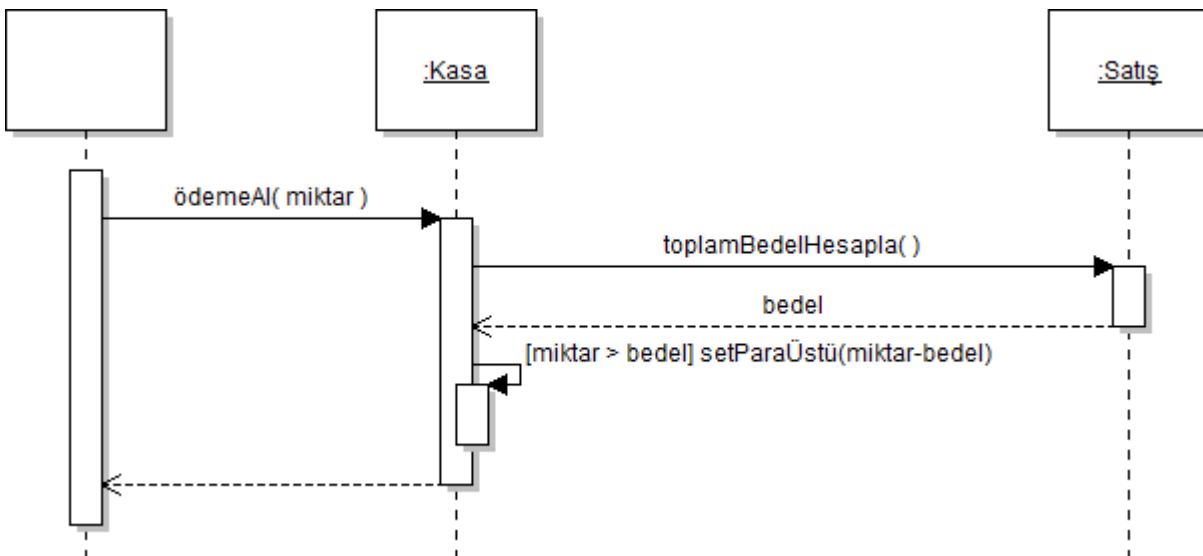 :Kasa
:Satış
ödemeAl( miktar )
toplamBedelHesapla( )
bedel
[miktar > bedel] setParaÜstü(miktar-bedel)